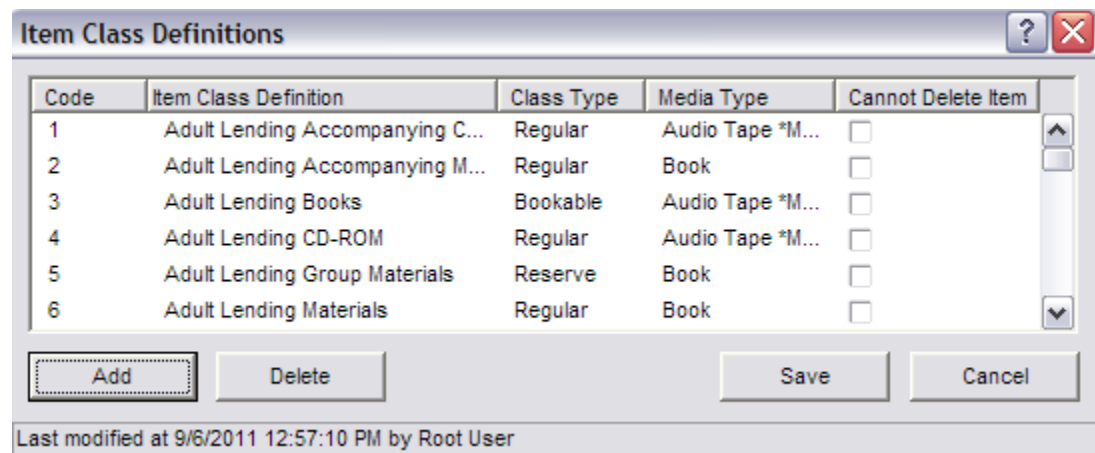 Item Class Definitions ?
Code Item Class Definition Class Type Media Type Cannot Delete Item
1 Adult Lending Accompanying C... Regular Audio Tape *M...
2 Adult Lending Accompanying M... Regular Book
3 Adult Lending Books Bookable Audio Tape *M...
4 Adult Lending CD-ROM Regular Audio Tape *M...
5 Adult Lending Group Materials Reserve Book
6 Adult Lending Materials Regular Book
Add Delete Save Cancel
Last modified at 9/6/2011 12:57:10 PM by Root User